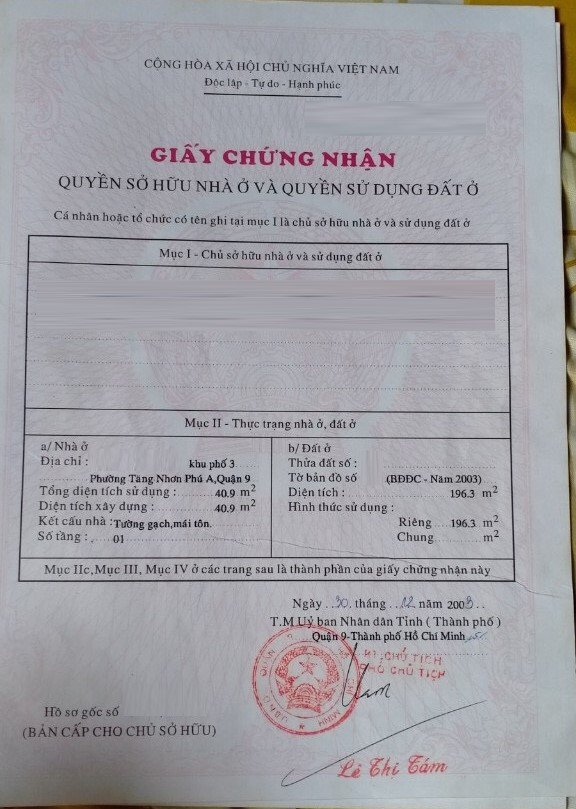 CỘNG HÒA XÃ HỘI CHỦ NGHĨA VIỆT NAM
Độc lập - Tự do - Hạnh phúc
GIẤY CHỨNG NHẬN
QUYỀN SỞ HỮU NHÀ Ở VÀ QUYỀN SỬ DỤNG ĐẤT Ở
Cá nhân hoặc tổ chức có tên ghi tại mục I là chủ sở hữu nhà ở và sử dụng đất ở
Mục I - Chủ sở hữu nhà ở và sử dụng đất ở
Mục II - Thực trạng nhà ở, đất ở
a/ Nhà ở
Địa chỉ : khu phố 3
Phường Tăng Nhơn Phú A,Quận 9
Tổng diện tích sử dụng : 40.9 m2
Diện tích xây dựng : 40.9 m2
Kết cấu nhà : Tường gạch,mái tôn.
Số tầng : 01
b/ Đất ở
Thửa đất số :
Tờ bản đồ số (BĐĐC - Năm 2003)
Diện tích : 196.3 m2
Hình thức sử dụng :
Riêng 196.3 m2
Chung m2
Mục IIc,Mục III, Mục IV ở các trang sau là thành phần của giấy chứng nhận này
Ngày 30 tháng 12 năm 2003
T.M Uỷ ban Nhân dân Tỉnh ( Thành phố )
Quận 9-Thành phố Hồ Chí Minh
KT.CHỦ TỊCH
PHÓ CHỦ TỊCH
Hồ sơ gốc số
(BẢN CẤP CHO CHỦ SỞ HỮU)
Lê Thị Tám